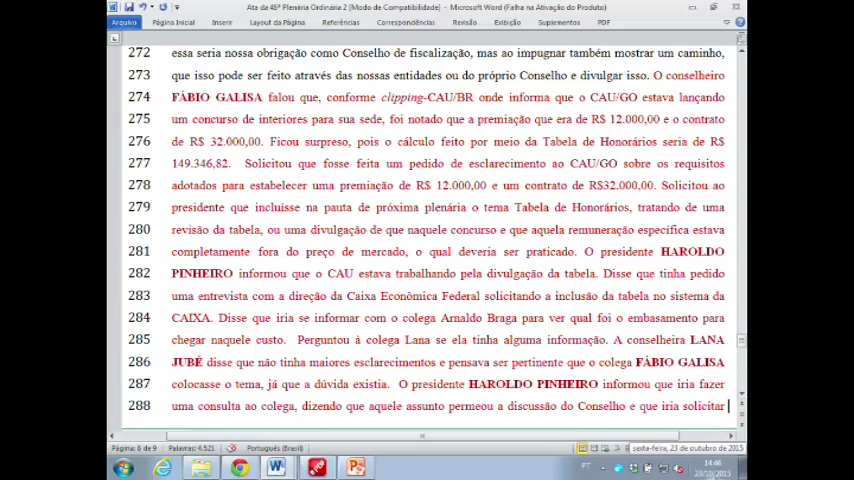 Ata da 46ª Plenária Ordinária 2 [Modo de Compatibilidade] - Microsoft Word (Falha na Ativação do Produto)
Arquivo Página Inicial Inserir Layout da Página Referências Correspondências Revisão Exibição Suplementos PDF
272 essa seria nossa obrigação como Conselho de fiscalização, mas ao impugnar também mostrar um caminho,
273 que isso pode ser feito através das nossas entidades ou do próprio Conselho e divulgar isso. O conselheiro
274 FÁBIO GALISA falou que, conforme clipping-CAU/BR onde informa que o CAU/GO estava lançando
275 um concurso de interiores para sua sede, foi notado que a premiação que era de R$ 12.000,00 e o contrato
276 de R$ 32.000,00. Ficou surpreso, pois o cálculo feito por meio da Tabela de Honorários seria de R$
277 149.346,82. Solicitou que fosse feita um pedido de esclarecimento ao CAU/GO sobre os requisitos
278 adotados para estabelecer uma premiação de R$ 12.000,00 e um contrato de R$32.000,00. Solicitou ao
279 presidente que incluísse na pauta de próxima plenária o tema Tabela de Honorários, tratando de uma
280 revisão da tabela, ou uma divulgação de que naquele concurso e que aquela remuneração específica estava
281 completamente fora do preço de mercado, o qual deveria ser praticado. O presidente HAROLDO
282 PINHEIRO informou que o CAU estava trabalhando pela divulgação da tabela. Disse que tinha pedido
283 uma entrevista com a direção da Caixa Econômica Federal solicitando a inclusão da tabela no sistema da
284 CAIXA. Disse que iria se informar com o colega Arnaldo Braga para ver qual foi o embasamento para
285 chegar naquele custo. Perguntou à colega Lana se ela tinha alguma informação. A conselheira LANA
286 JUBÉ disse que não tinha maiores esclarecimentos e pensava ser pertinente que o colega FÁBIO GALISA
287 colocasse o tema, já que a dúvida existia. O presidente HAROLDO PINHEIRO informou que iria fazer
288 uma consulta ao colega, dizendo que aquele assunto permeou a discussão do Conselho e que iria solicitar
Página: 8 de 9 Palavras: 4.521 Português (Brasil) sexta-feira, 23 de outubro de 2015
PT 14:46
23/10/2015